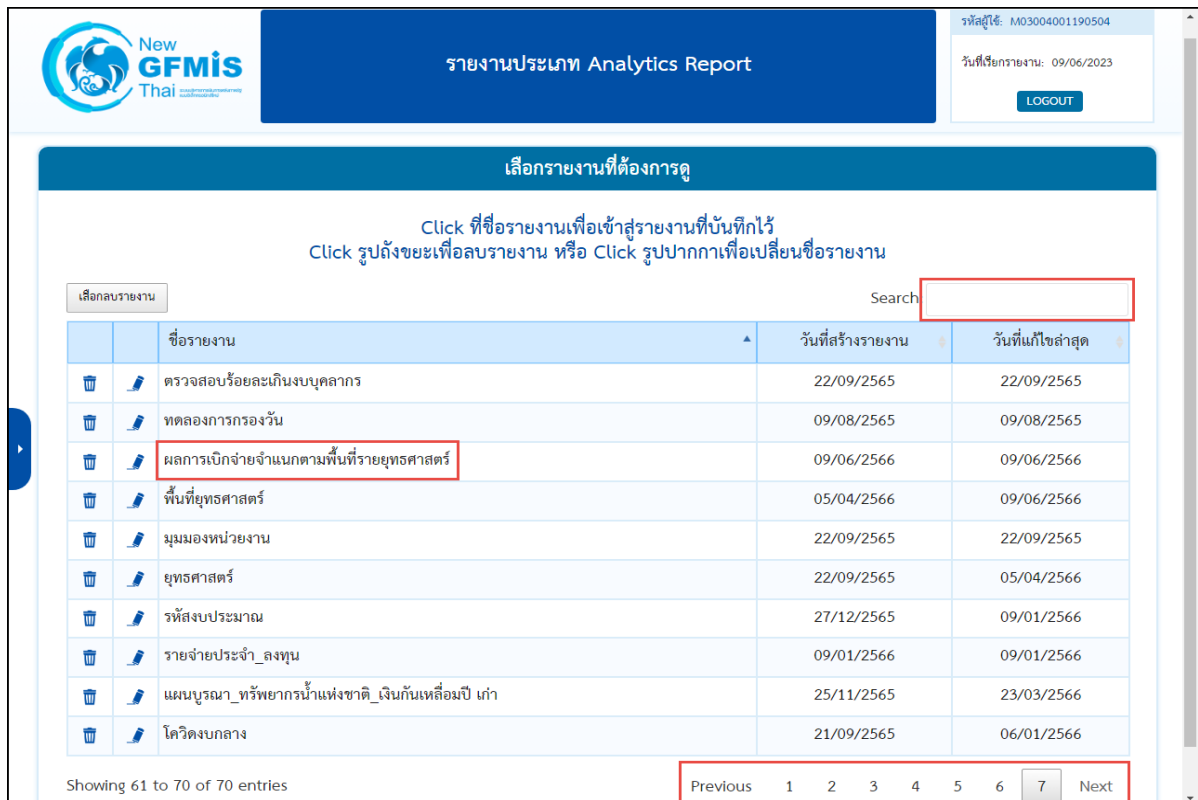 New
GFMIS
Thai
รายงานประเภท Analytics Report
รหัสผู้ใช้: M03004001190504
วันที่เรียกรายงาน: 09/06/2023
LOGOUT
เลือกรายงานที่ต้องการดู
Click ที่ชื่อรายงานเพื่อเข้าสู่รายงานที่บันทึกไว้
Click รูปถังขยะเพื่อลบรายงาน หรือ Click รูปปากกาเพื่อเปลี่ยนชื่อรายงาน
เลือกลบรายงาน Search
ชื่อรายงาน วันที่สร้างรายงาน วันที่แก้ไขล่าสุด
ตรวจสอบร้อยละเกินงบบุคลากร 22/09/2565 22/09/2565
ทดลองการกรองวัน 09/08/2565 09/08/2565
ผลการเบิกจ่ายจำแนกตามพื้นที่รายยุทธศาสตร์ 09/06/2566 09/06/2566
พื้นที่ยุทธศาสตร์ 05/04/2566 09/06/2566
มุมมองหน่วยงาน 22/09/2565 22/09/2565
ยุทธศาสตร์ 22/09/2565 05/04/2566
รหัสงบประมาณ 27/12/2565 09/01/2566
รายจ่ายประจำ_ลงทุน 09/01/2566 09/01/2566
แผนบูรณา_ทรัพยากรน้ำแห่งชาติ_เงินกันเหลื่อมปี เก่า 25/11/2565 23/03/2566
โควิดงบกลาง 21/09/2565 06/01/2566
Showing 61 to 70 of 70 entries Previous 1 2 3 4 5 6 7 Next